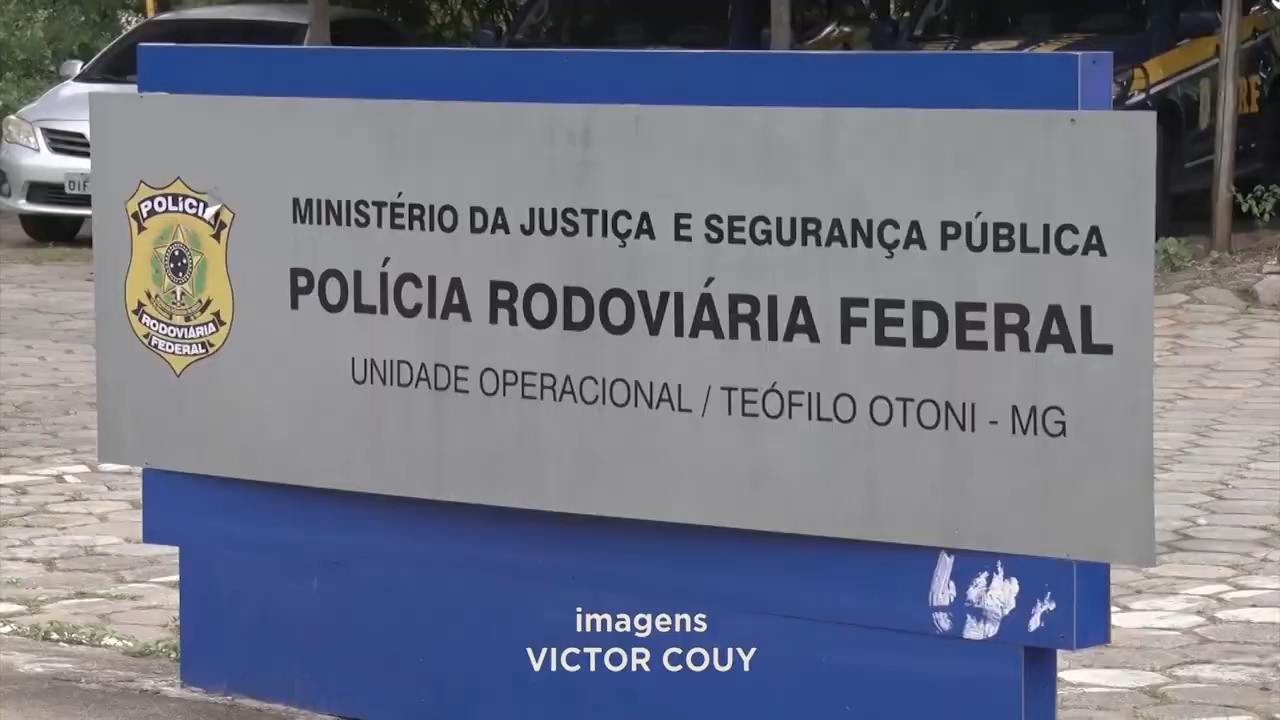 POLÍCIA
RODOVIÁRIA
FEDERAL
MINISTÉRIO DA JUSTIÇA E SEGURANÇA PÚBLICA
POLÍCIA RODOVIÁRIA FEDERAL
UNIDADE OPERACIONAL / TEÓFILO OTONI - MG
imagens
VICTOR COUY